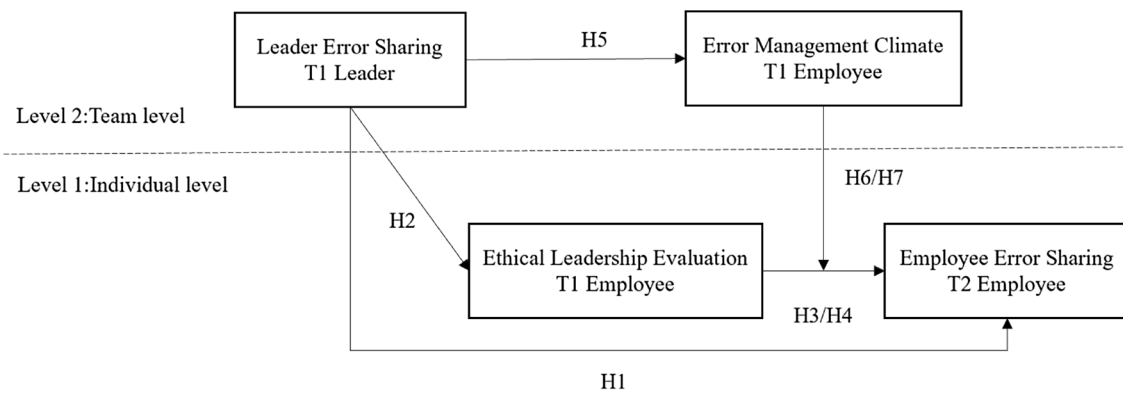 Leader Error Sharing
T1 Leader
H5
Error Management Climate
T1 Employee
Level 2:Team level
Level 1:Individual level
H6/H7
H2
Ethical Leadership Evaluation
T1 Employee
Employee Error Sharing
T2 Employee
H3/H4
H1